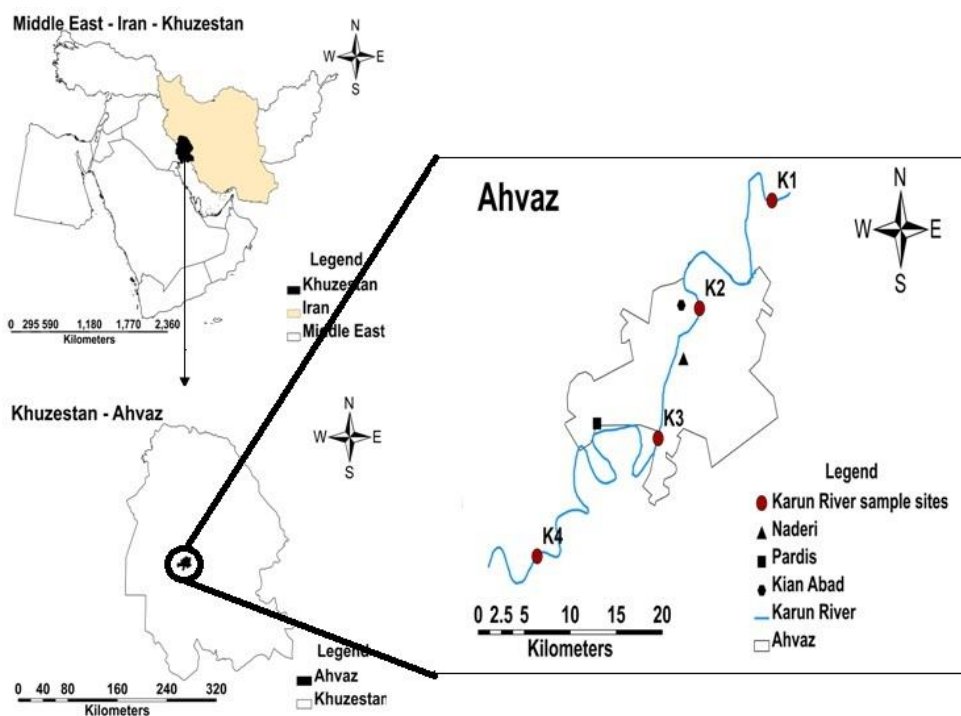 Middle East - Iran - Khuzestan
N
W E
S
Legend
Khuzestan
Iran
Middle East
0 295 590 1,180 1,770 2,360
Kilometers
Khuzestan - Ahvaz
N
W E
S
Legend
Ahvaz
Khuzestan
0 20 40 80 160 240 320
Kilometers
Ahvaz
N
W E
S
K1
K2
K3
K4
Legend
Karun River sample sites
Naderi
Pardis
Kian Abad
Karun River
Ahvaz
0 2.5 5 10 15 20
Kilometers